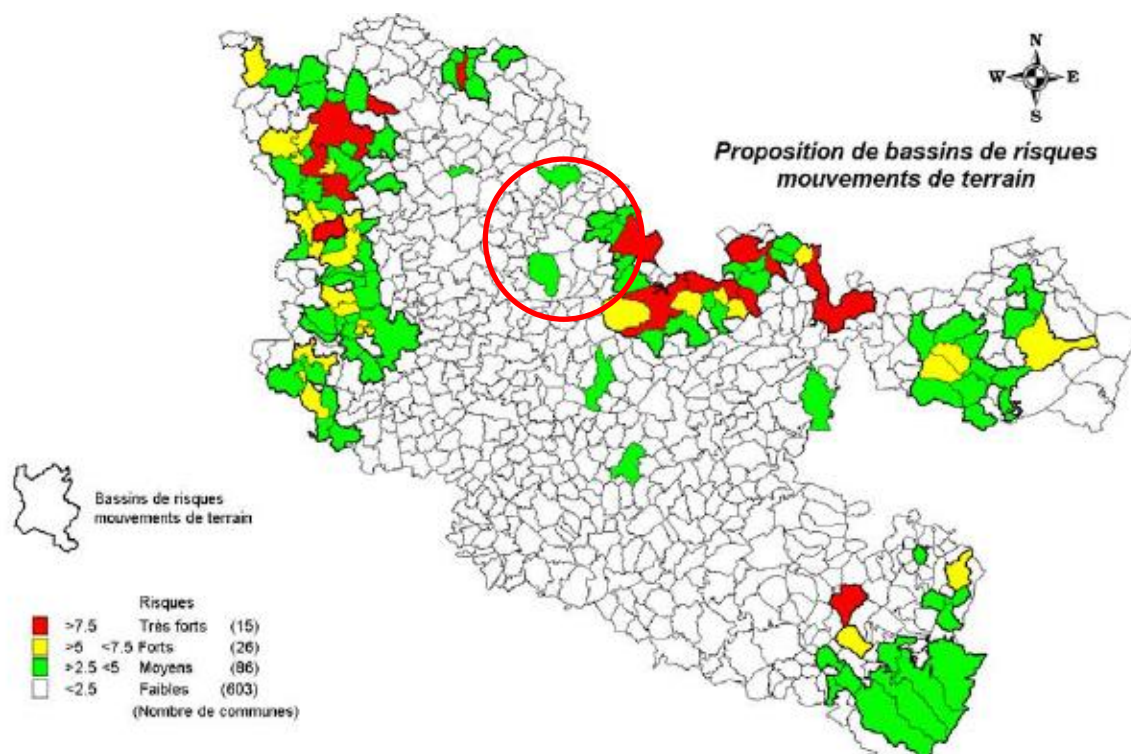 N
W E
S
Proposition de bassins de risques
mouvements de terrain
5
Bassins de risques
mouvements de terrain
Risques
>7.5 Très forts (15)
>5 <7.5 Forts (26)
>2.5 <5 Moyens (86)
<2.5 Faibles (603)
(Nombre de communes)